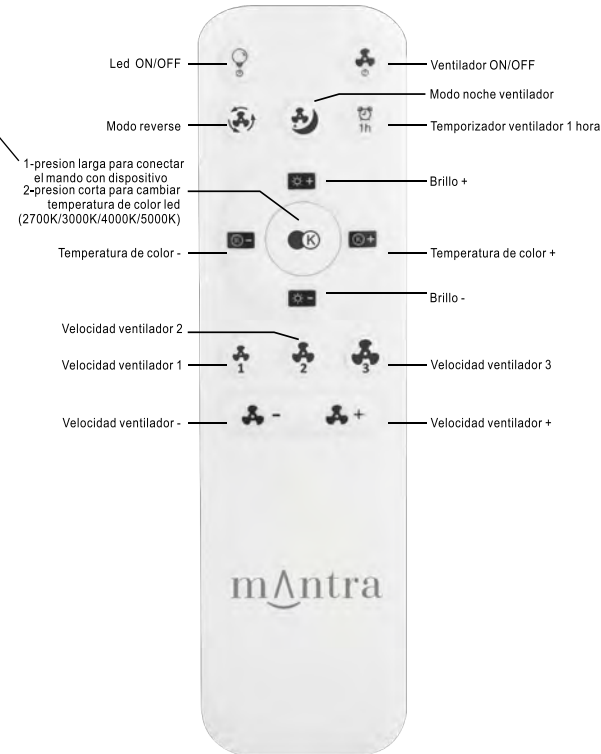 Led ON/OFF
Ventilador ON/OFF
Modo noche ventilador
Modo reverse
1h
Temporizador ventilador 1 hora
1-presion larga para conectar
el mando con dispositivo
2-presion corta para cambiar
temperatura de color led
(2700K/3000K/4000K/5000K)
+
Brillo +
K -
K
K +
Temperatura de color -
Temperatura de color +
-
Brillo -
Velocidad ventilador 2
Velocidad ventilador 1
1
2
3
Velocidad ventilador 3
Velocidad ventilador -
-
+
Velocidad ventilador +
mantra